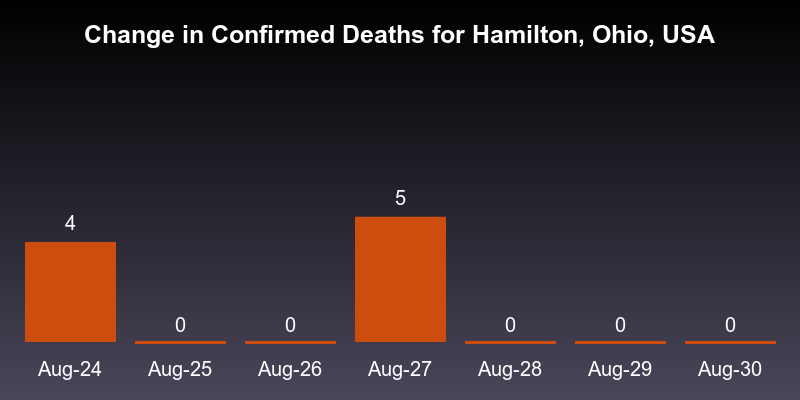 Change in Confirmed Deaths for Hamilton, Ohio, USA
4 0 0 5 0 0 0
Aug-24 Aug-25 Aug-26 Aug-27 Aug-28 Aug-29 Aug-30